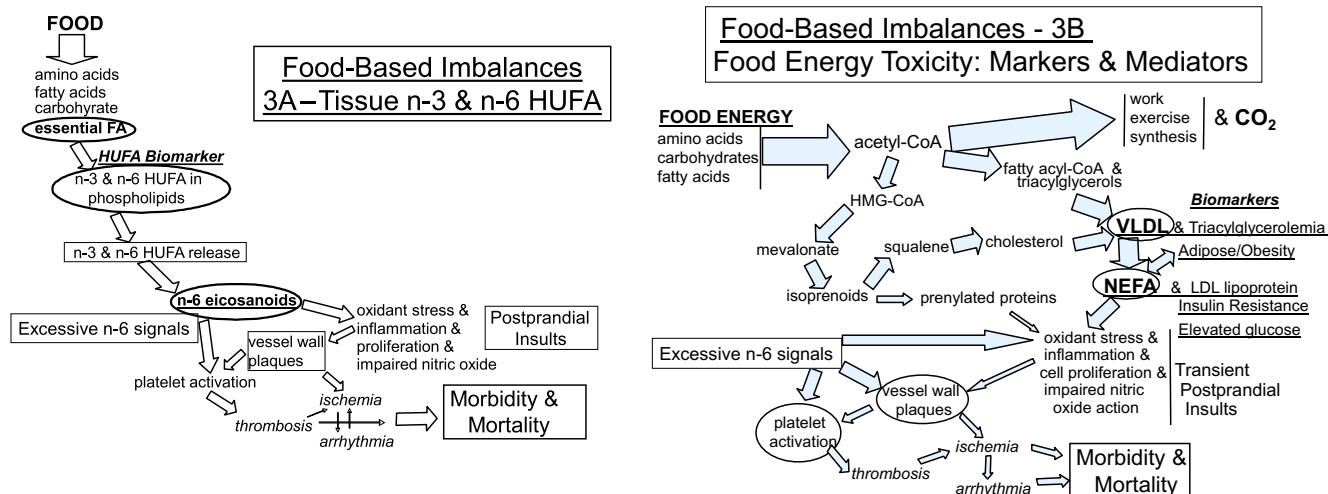 FOOD
amino acids
fatty acids
carbohyrate
essential FA
HUFA Biomarker
n-3 & n-6 HUFA in
phospholipids
n-3 & n-6 HUFA release
n-6 eicosanoids
Excessive n-6 signals
platelet activation
vessel wall
plaques
oxidant stress &
inflammation &
proliferation &
impaired nitric oxide
Postprandial
Insults
ischemia
thrombosis
arrhythmia
Morbidity &
Mortality
Food-Based Imbalances
3A–Tissue n-3 & n-6 HUFA
Food-Based Imbalances - 3B
Food Energy Toxicity: Markers & Mediators
FOOD ENERGY
amino acids
carbohydrates
fatty acids
acetyl-CoA
work
exercise
synthesis
& CO2
fatty acyl-CoA &
triacylglycerols
HMG-CoA
mevalonate
isoprenoids
squalene
cholesterol
prenylated proteins
Biomarkers
VLDL & Triacylglycerolemia
Adipose/Obesity
NEFA & LDL lipoprotein
Insulin Resistance
Elevated glucose
Excessive n-6 signals
oxidant stress &
inflammation &
cell proliferation &
impaired nitric
oxide action
Transient
Postprandial
Insults
vessel wall
plaques
platelet
activation
thrombosis
ischemia
arrhythmia
Morbidity &
Mortality